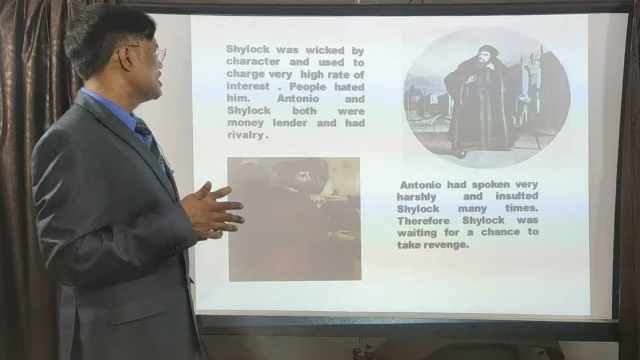 Shylock was wicked by
character and used to
charge very high rate of
interest . People hated
him. Antonio and
Shylock both were
money lender and had
rivalry .
Antonio had spoken very
harshly and insulted
Shylock many times.
Therefore Shylock was
waiting for a chance to
take revenge.